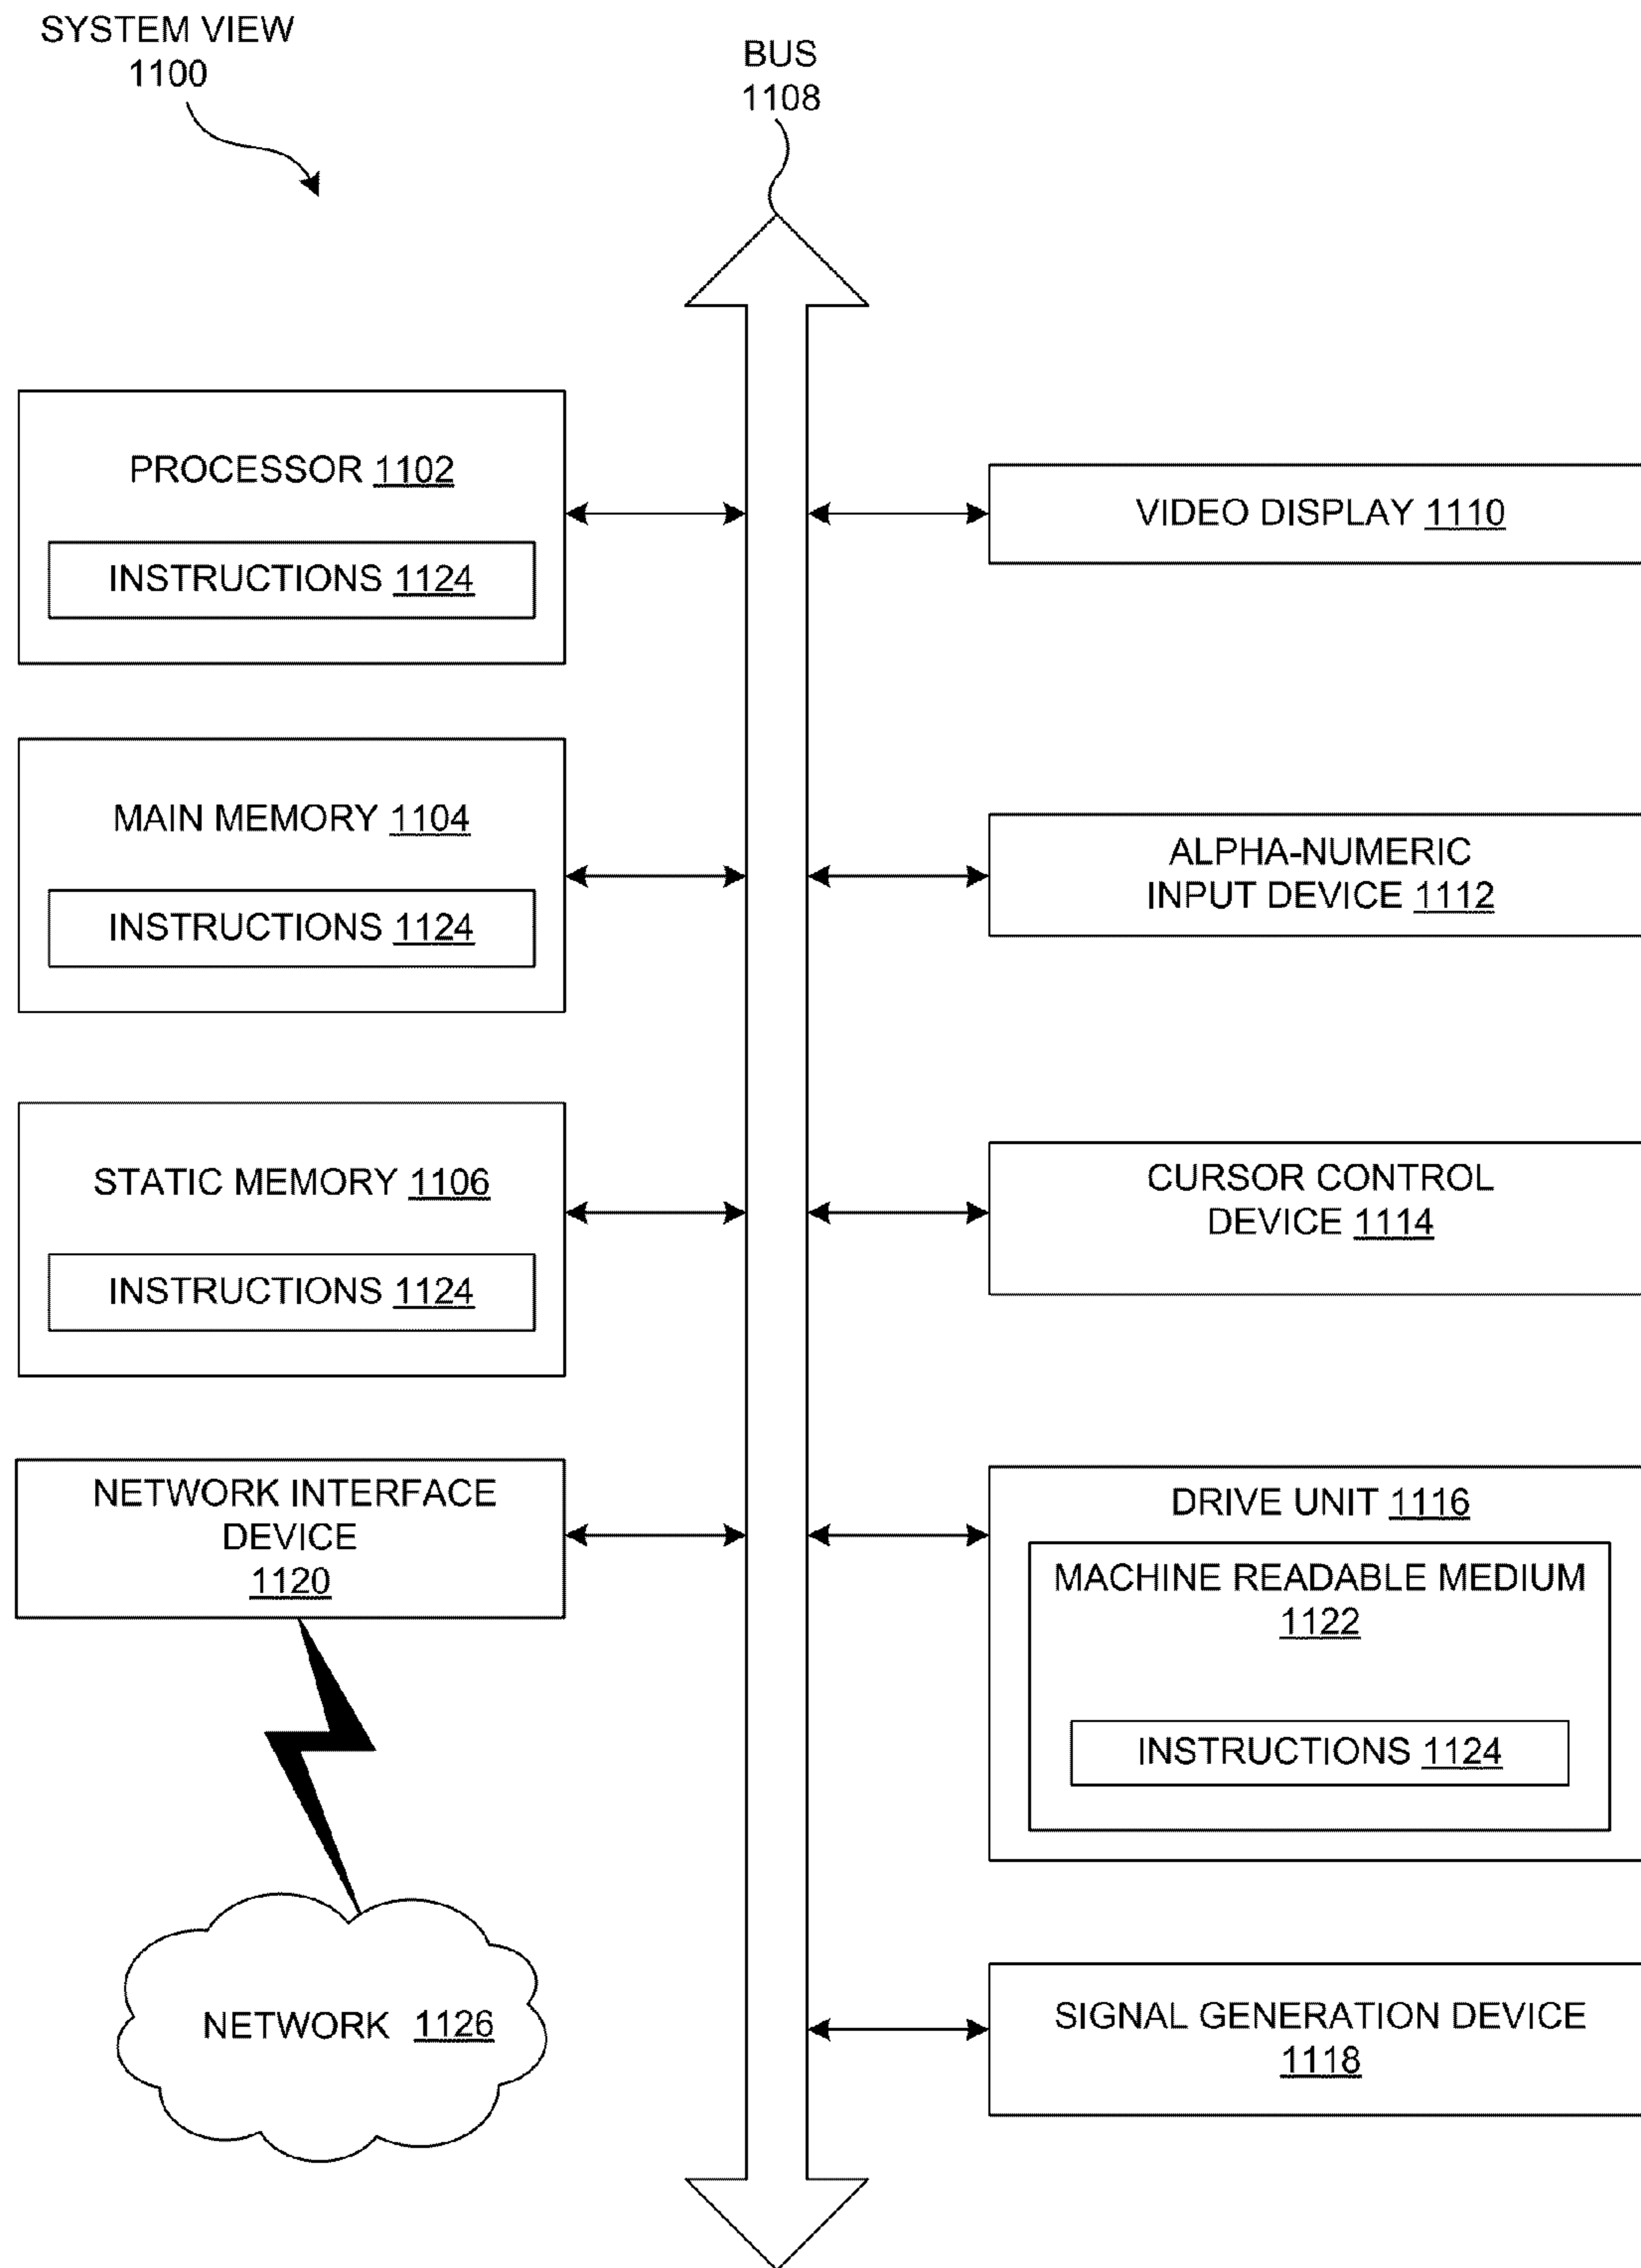 SYSTEM VIEW
1100
BUS
1108
PROCESSOR 1102
INSTRUCTIONS 1124
MAIN MEMORY 1104
INSTRUCTIONS 1124
STATIC MEMORY 1106
INSTRUCTIONS 1124
NETWORK INTERFACE
DEVICE
1120
NETWORK 1126
VIDEO DISPLAY 1110
ALPHA-NUMERIC
INPUT DEVICE 1112
CURSOR CONTROL
DEVICE 1114
DRIVE UNIT 1116
MACHINE READABLE MEDIUM
1122
INSTRUCTIONS 1124
SIGNAL GENERATION DEVICE
1118